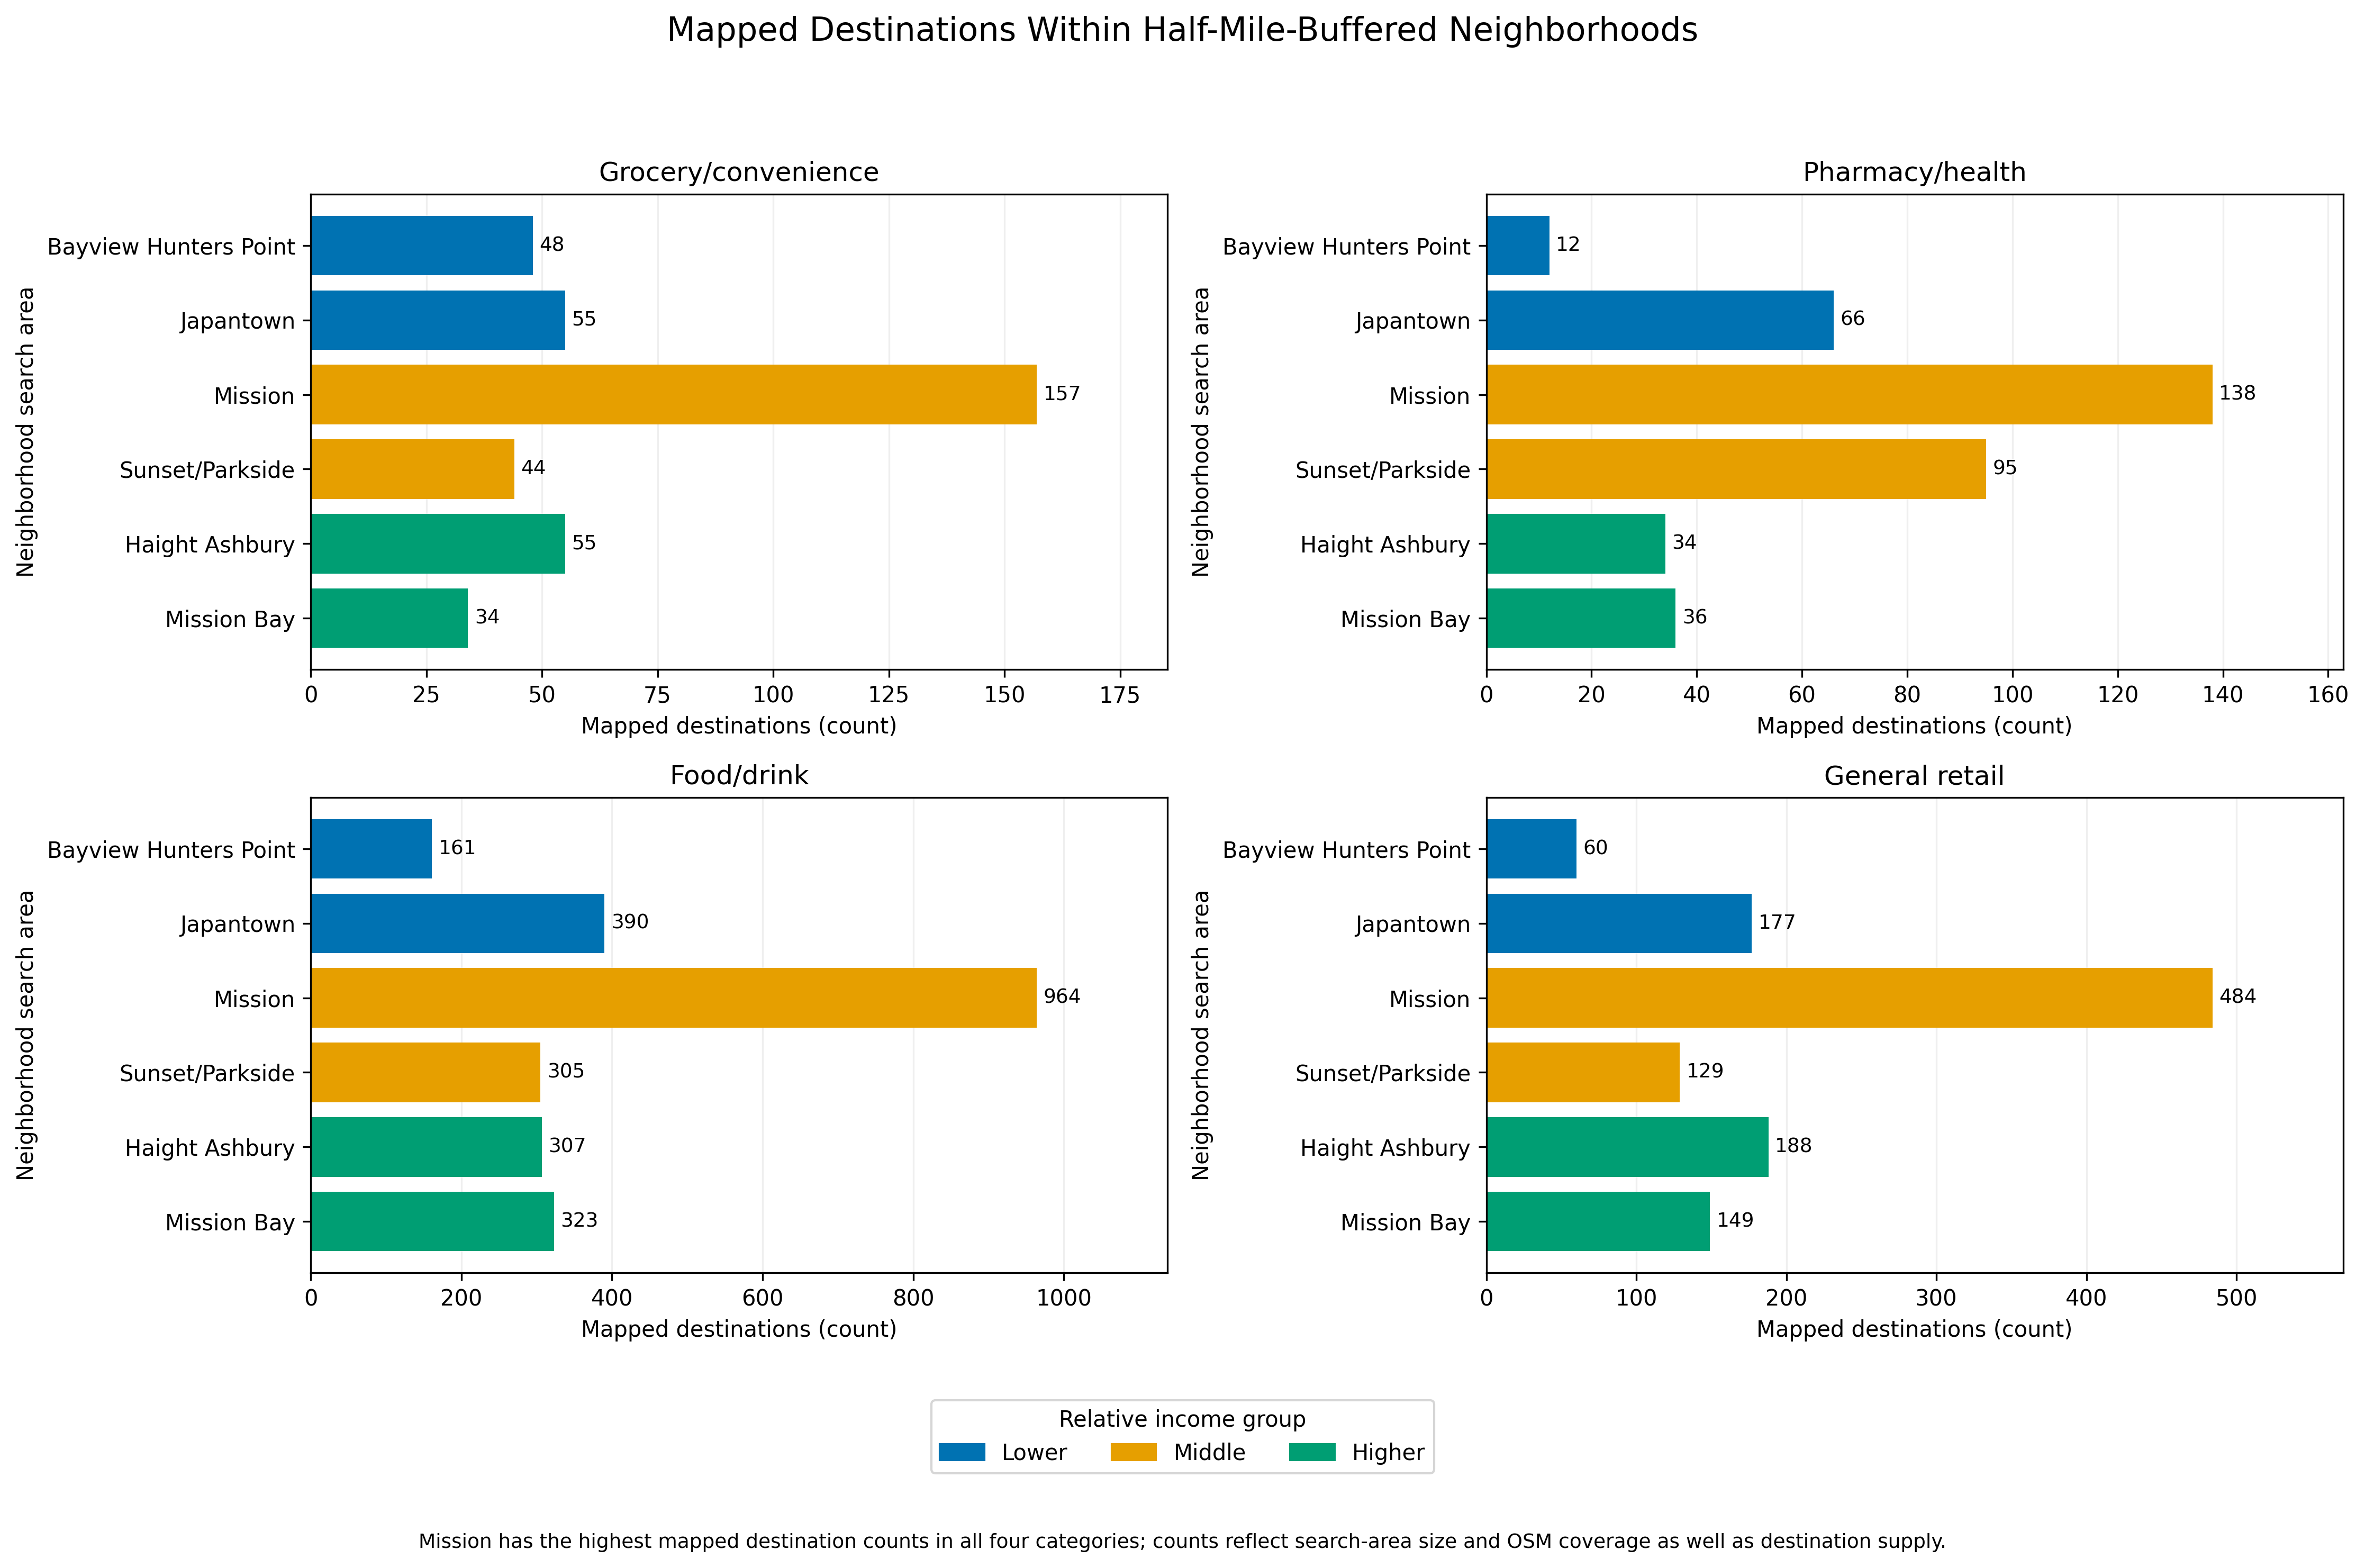 Mapped Destinations Within Half-Mile-Buffered Neighborhoods
Grocery/convenience
Neighborhood search area
Bayview Hunters Point
48
Japantown
55
Mission
157
Sunset/Parkside
44
Haight Ashbury
55
Mission Bay
34
0 25 50 75 100 125 150 175
Mapped destinations (count)
Pharmacy/health
Neighborhood search area
Bayview Hunters Point
12
Japantown
66
Mission
138
Sunset/Parkside
95
Haight Ashbury
34
Mission Bay
36
0 20 40 60 80 100 120 140 160
Mapped destinations (count)
Food/drink
Neighborhood search area
Bayview Hunters Point
161
Japantown
390
Mission
964
Sunset/Parkside
305
Haight Ashbury
307
Mission Bay
323
0 200 400 600 800 1000
Mapped destinations (count)
General retail
Neighborhood search area
Bayview Hunters Point
60
Japantown
177
Mission
484
Sunset/Parkside
129
Haight Ashbury
188
Mission Bay
149
0 100 200 300 400 500
Mapped destinations (count)
Relative income group
Lower Middle Higher
Mission has the highest mapped destination counts in all four categories; counts reflect search-area size and OSM coverage as well as destination supply.